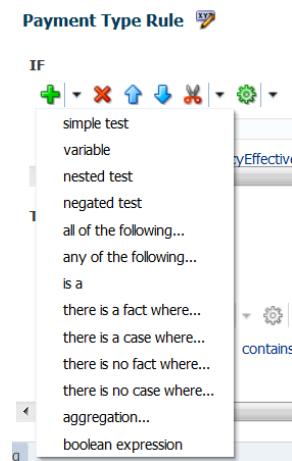 Payment Type Rule
IF
simple test
variable
nested test
negated test
all of the following...
any of the following...
is a
there is a fact where...
there is a case where...
there is no fact where...
there is no case where...
aggregation...
boolean expression
contains